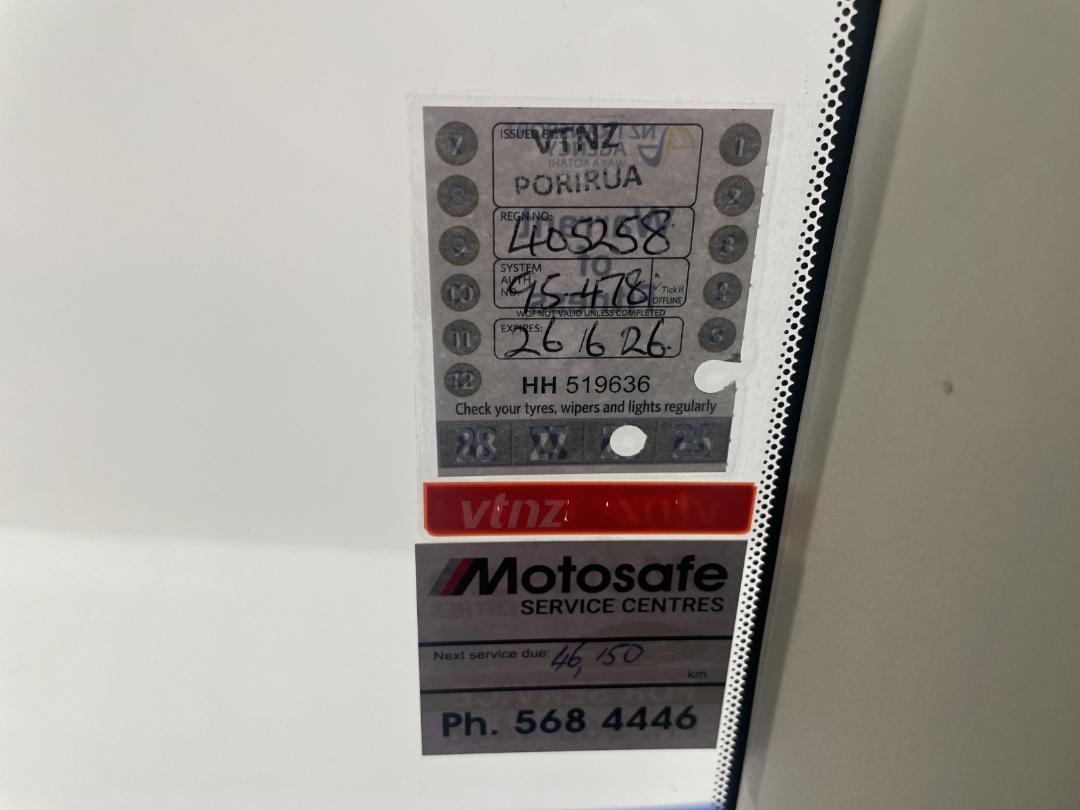 ISSUED BY:
VTNZ
PORIRUA
REGN NO:
405258
SYSTEM
AUTH
NO:
95-478
Tick if
OFFLINE
WOF NOT VALID UNLESS COMPLETED
EXPIRES:
26 6 26
HH 519636
Check your tyres, wipers and lights regularly
1
2
3
4
5
7
8
9
10
11
12
28 27 25
vtnz
Motosafe
SERVICE CENTRES
Next service due: 46,150
km
Ph. 568 4446